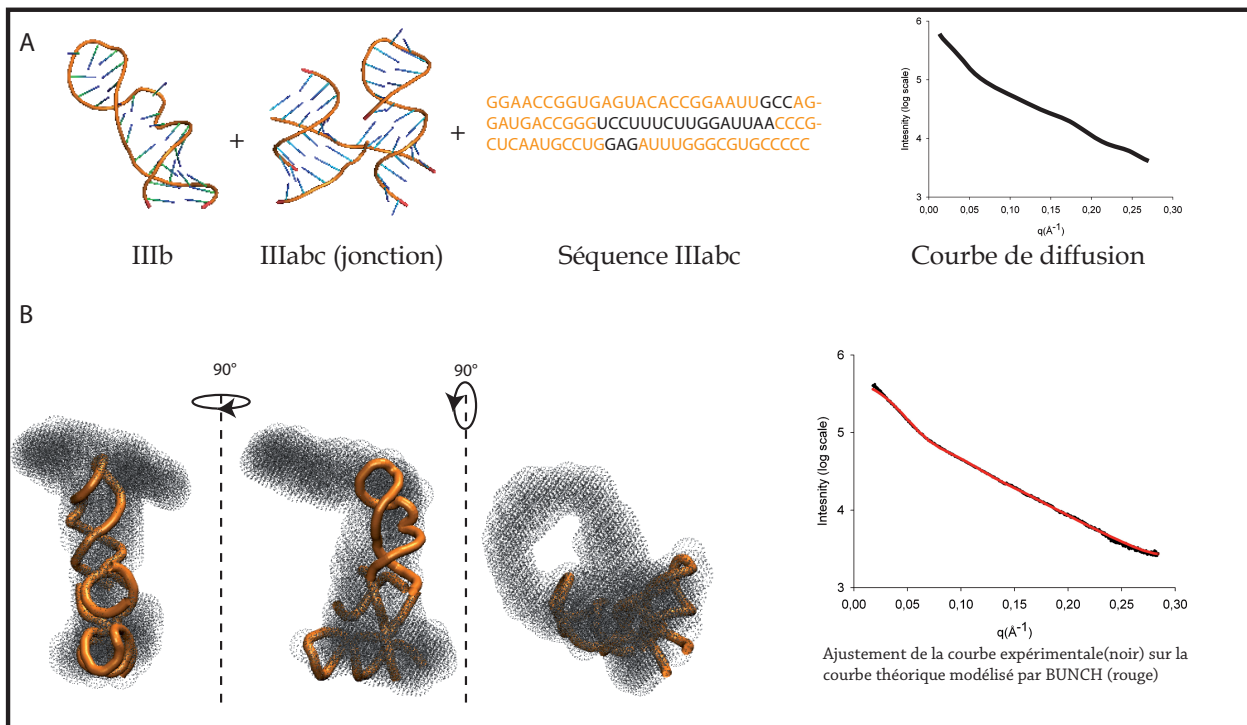 A
GGAACCGGUGAGUACACCGGAAUUGCCAG-
GAUGACCGGGUCCUUUCUUGGAUUAACCCG-
CUCAAUGCCUGGAGAUUUGGGCGUGCCCCC
+
+
IIIb
IIIabc (jonction)
Séquence IIIabc
Intesnity (log scale)
6
5
4
3
0,00
0,05
0,10
0,15
0,20
0,25
0,30
q(Å⁻¹)
Courbe de diffusion
B
90°
90°
Intesnity (log scale)
6
5
4
3
0,00
0,05
0,10
0,15
0,20
0,25
0,30
q(Å⁻¹)
Ajustement de la courbe expérimentale(noir) sur la
courbe théorique modélisé par BUNCH (rouge)